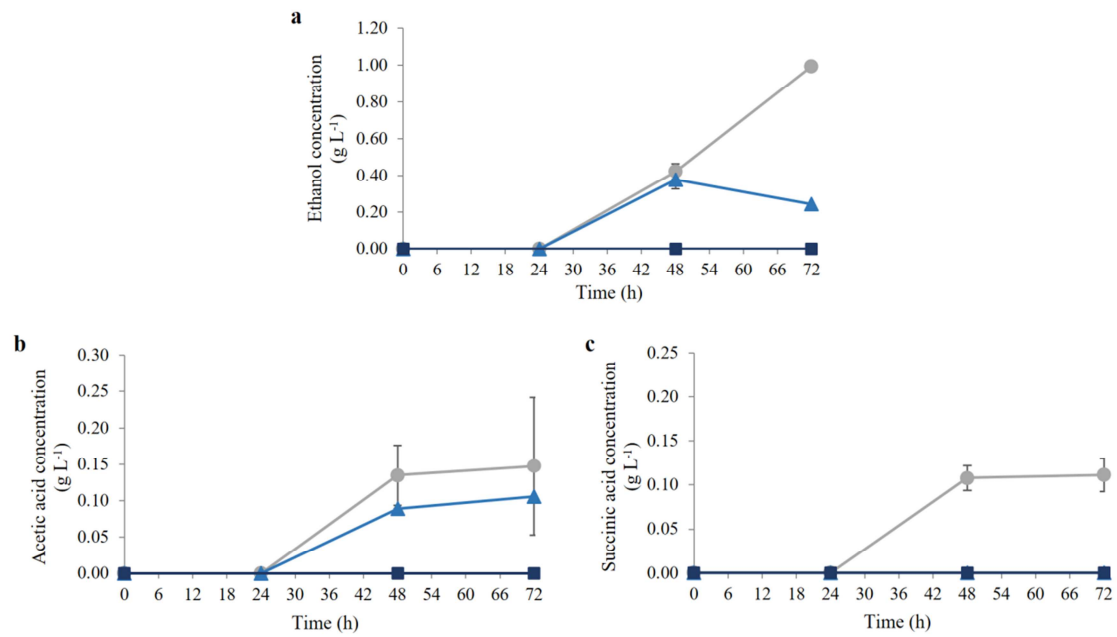 a
1.20
1.00
0.80
0.60
0.40
0.20
0.00
Ethanol concentration
(g L-1)
0 6 12 18 24 30 36 42 48 54 60 66 72
Time (h)
b
0.30
0.25
0.20
0.15
0.10
0.05
0.00
Acetic acid concentration
(g L-1)
0 6 12 18 24 30 36 42 48 54 60 66 72
Time (h)
c
0.25
0.20
0.15
0.10
0.05
0.00
Succinic acid concentration
(g L-1)
0 6 12 18 24 30 36 42 48 54 60 66 72
Time (h)